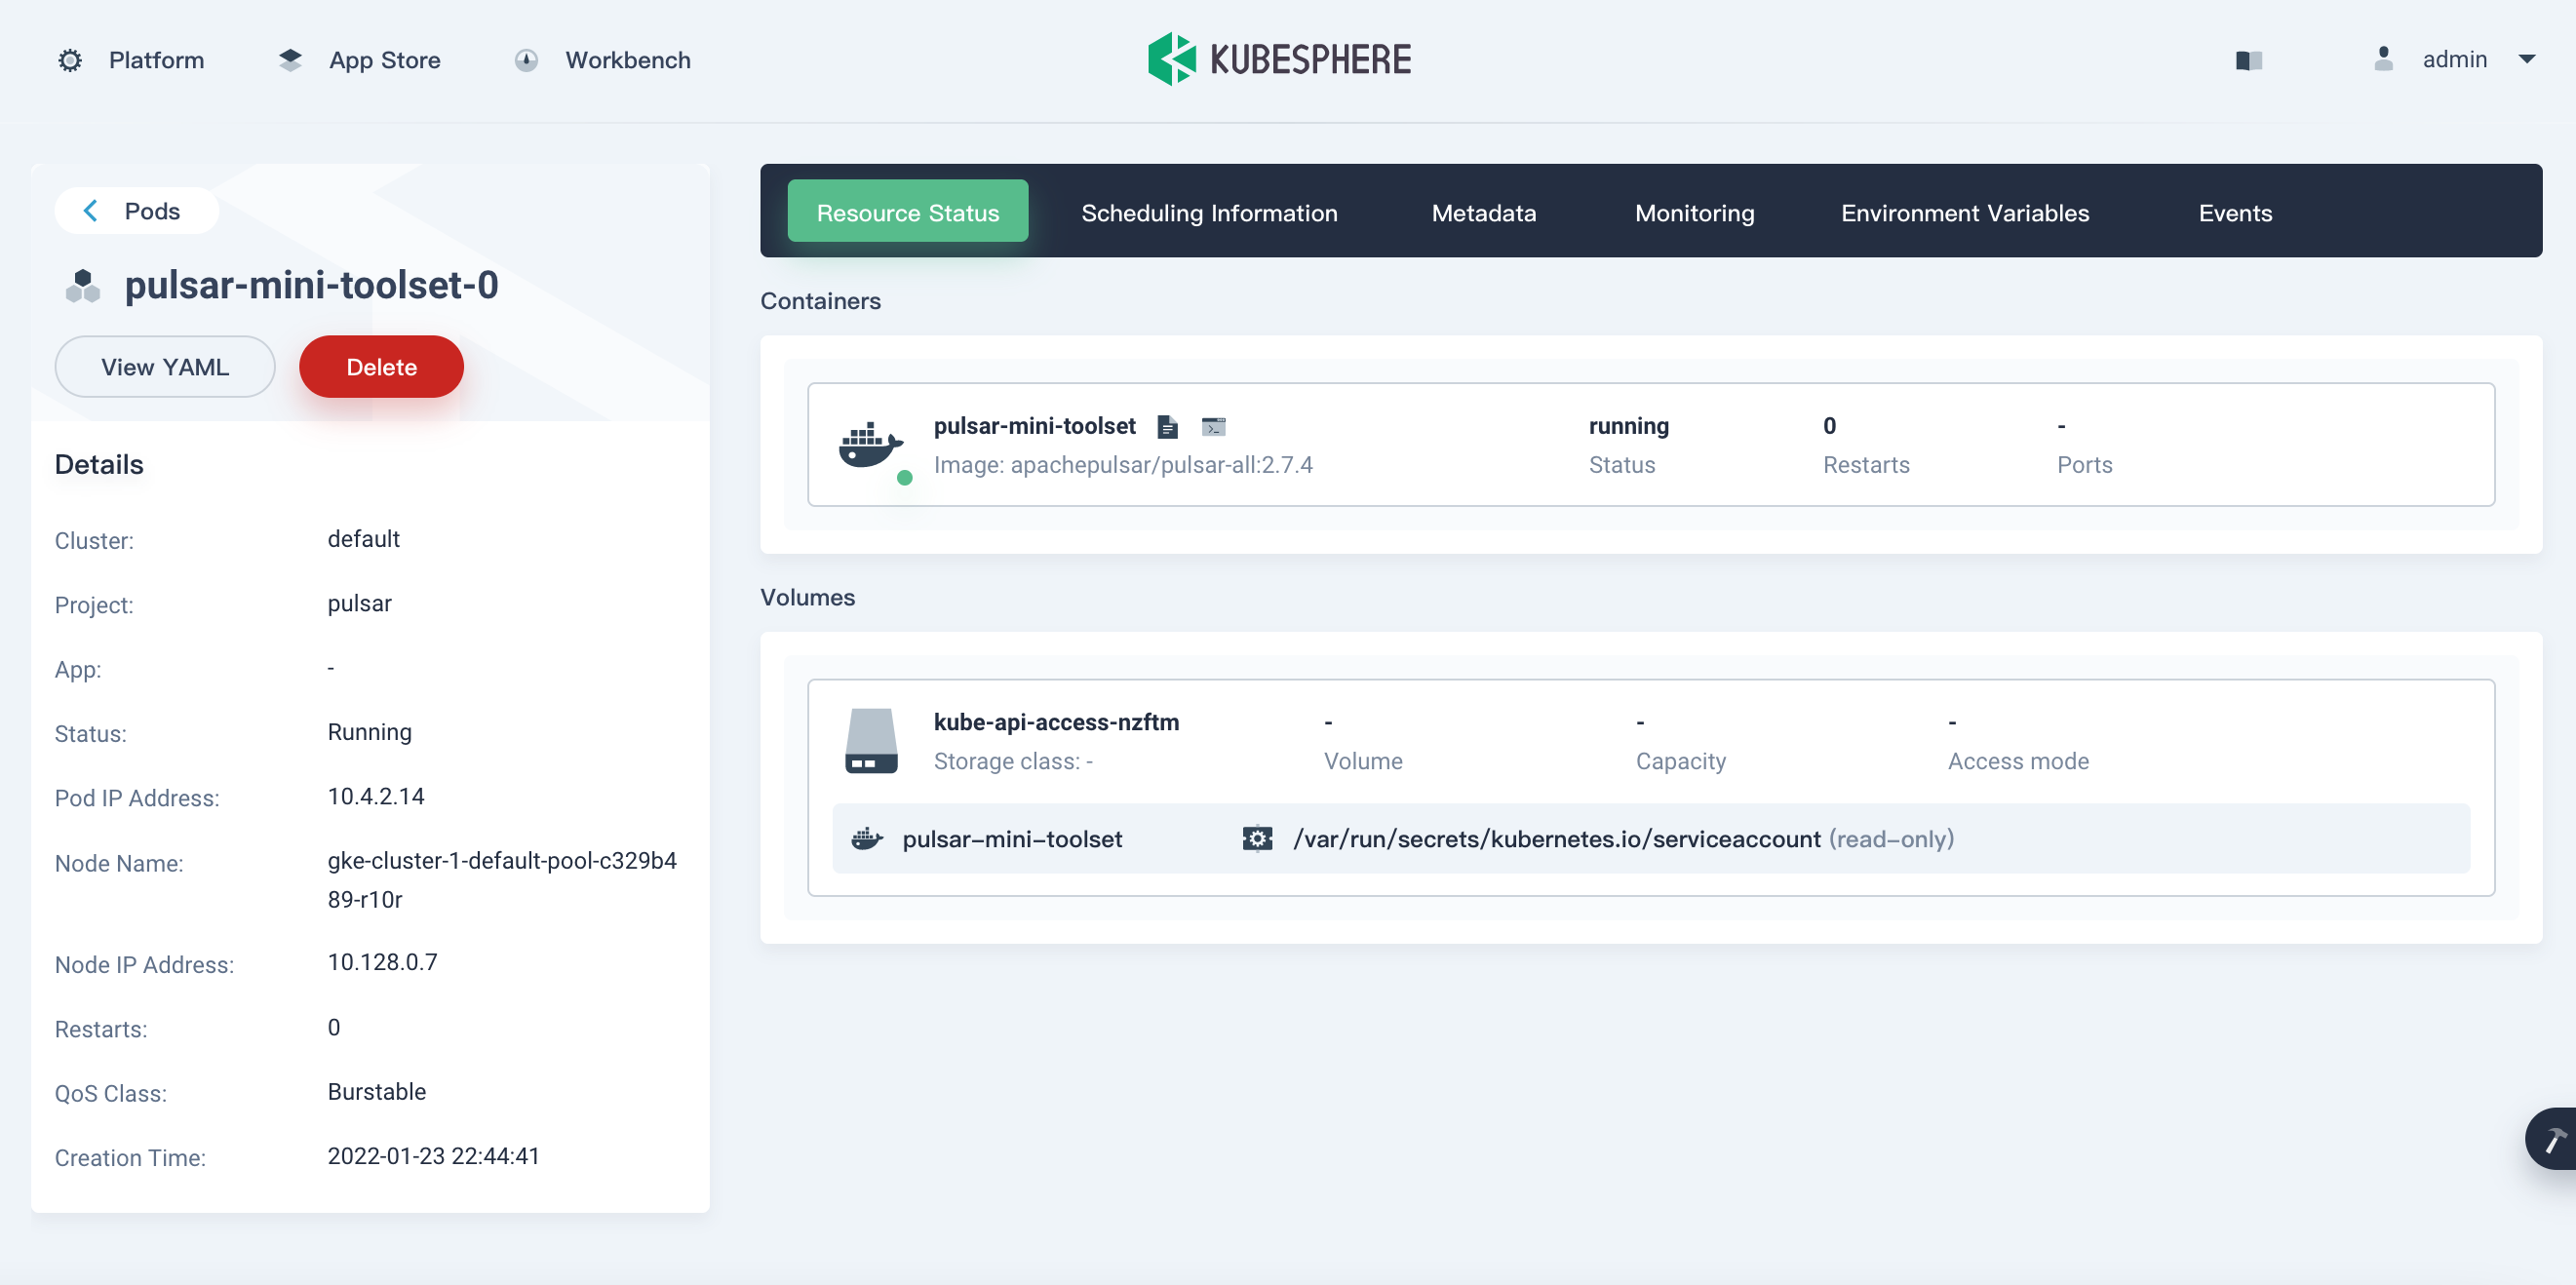 Platform
App Store
Workbench
KUBESPHERE
admin
Pods
pulsar-mini-toolset-0
View YAML
Delete
Details
Cluster: default
Project: pulsar
App: -
Status: Running
Pod IP Address: 10.4.2.14
Node Name: gke-cluster-1-default-pool-c329b4
89-r10r
Node IP Address: 10.128.0.7
Restarts: 0
QoS Class: Burstable
Creation Time: 2022-01-23 22:44:41
Resource Status
Scheduling Information
Metadata
Monitoring
Environment Variables
Events
Containers
pulsar-mini-toolset
Image: apachepulsar/pulsar-all:2.7.4
running
Status
0
Restarts
-
Ports
Volumes
kube-api-access-nzftm
Storage class: -
-
Volume
-
Capacity
-
Access mode
pulsar-mini-toolset
/var/run/secrets/kubernetes.io/serviceaccount (read-only)